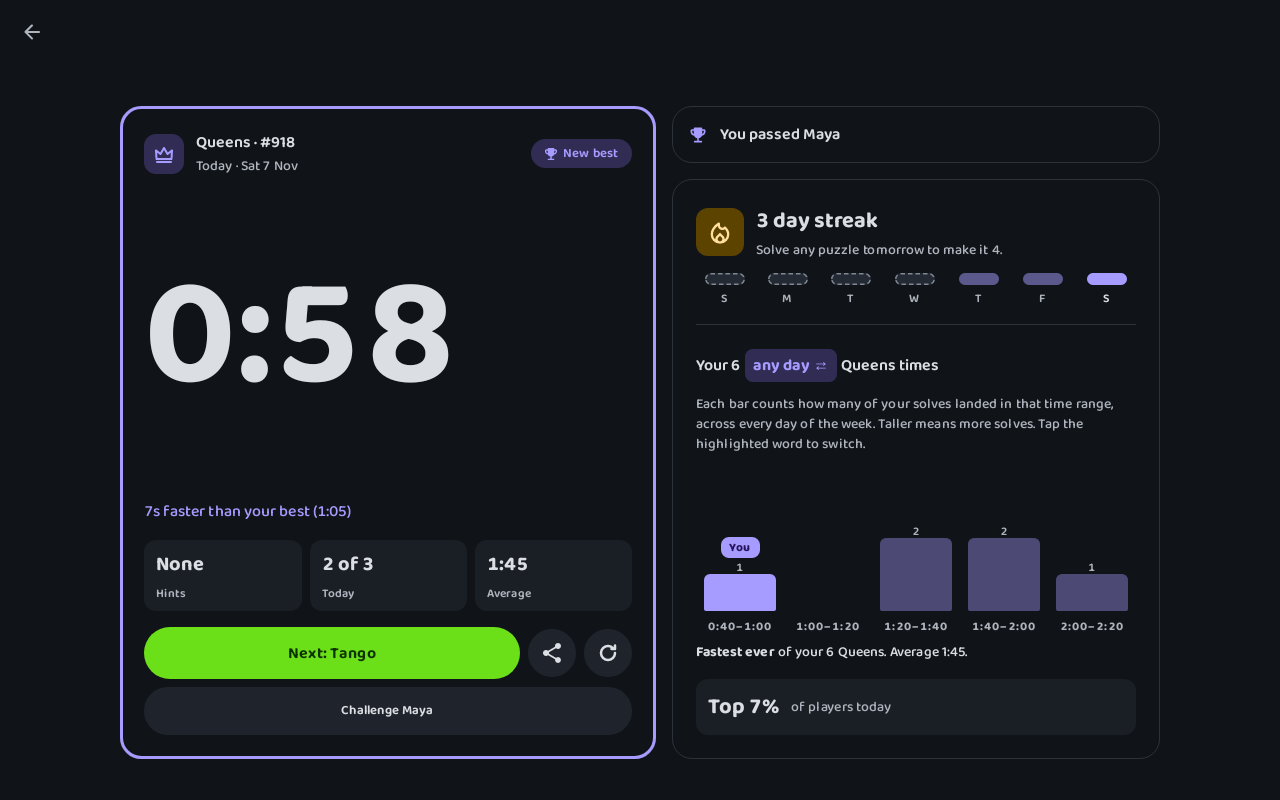 Queens · #918
Today · Sat 7 Nov
New best
0:58
7s faster than your best (1:05)
None
Hints
2 of 3
Today
1:45
Average
Next: Tango
Challenge Maya
You passed Maya
3 day streak
Solve any puzzle tomorrow to make it 4.
S M T W T F S
Your 6 any day Queens times
Each bar counts how many of your solves landed in that time range,
across every day of the week. Taller means more solves. Tap the
highlighted word to switch.
You
1 2 2 1
0:40–1:00 1:00–1:20 1:20–1:40 1:40–2:00 2:00–2:20
Fastest ever of your 6 Queens. Average 1:45.
Top 7% of players today